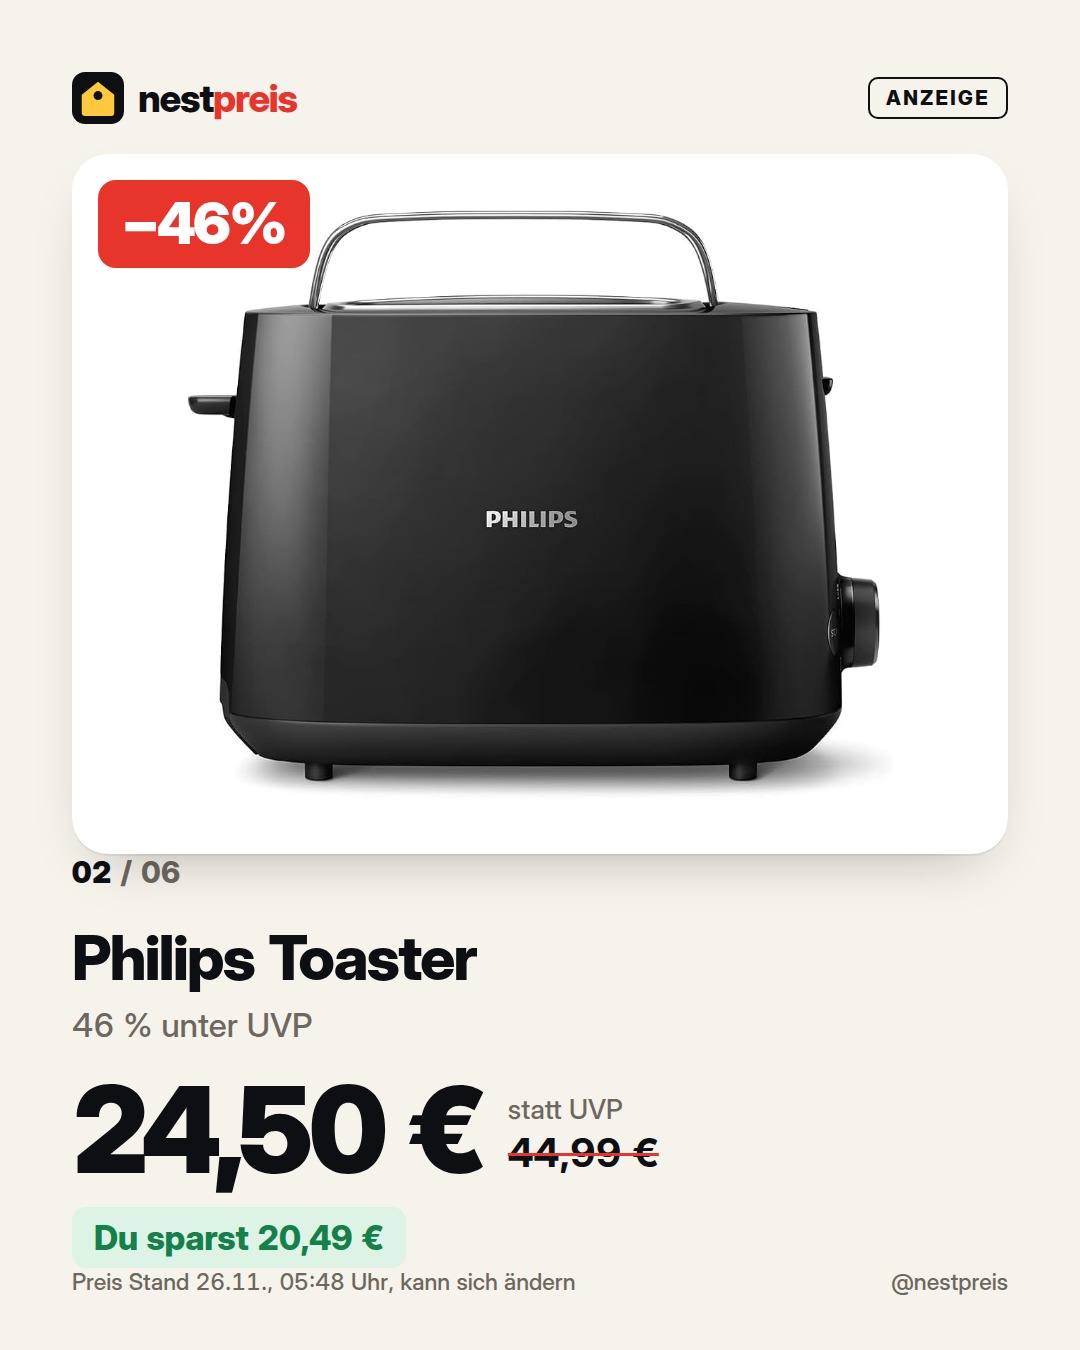 nestpreis
ANZEIGE
–46%
PHILIPS
02 / 06
Philips Toaster
46 % unter UVP
24,50 €
statt UVP
44,99 €
Du sparst 20,49 €
Preis Stand 26.11., 05:48 Uhr, kann sich ändern
@nestpreis